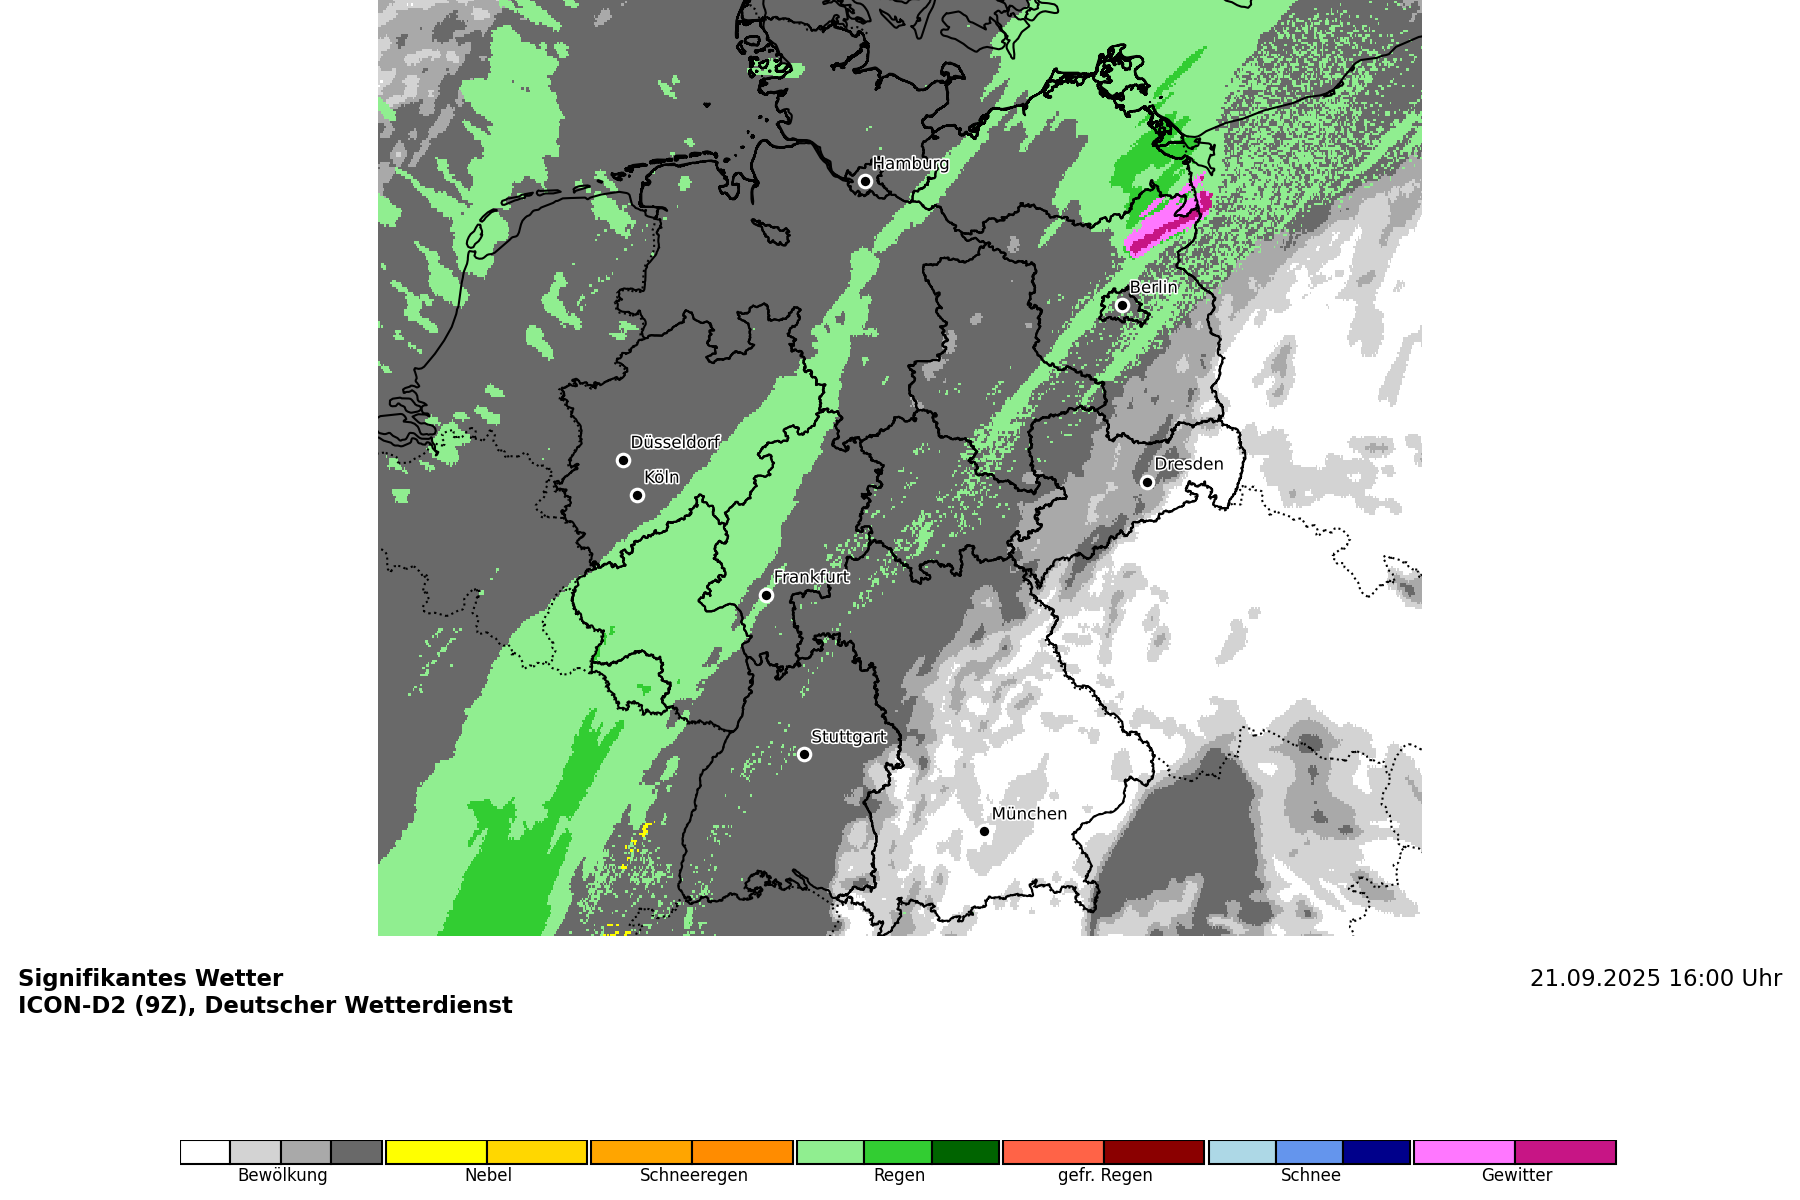 Hamburg
Berlin
Düsseldorf
Köln
Dresden
Frankfurt
Stuttgart
München
Signifikantes Wetter
21.09.2025 16:00 Uhr
ICON-D2 (9Z), Deutscher Wetterdienst
Bewölkung
Nebel
Schneeregen
Regen
gefr. Regen
Schnee
Gewitter